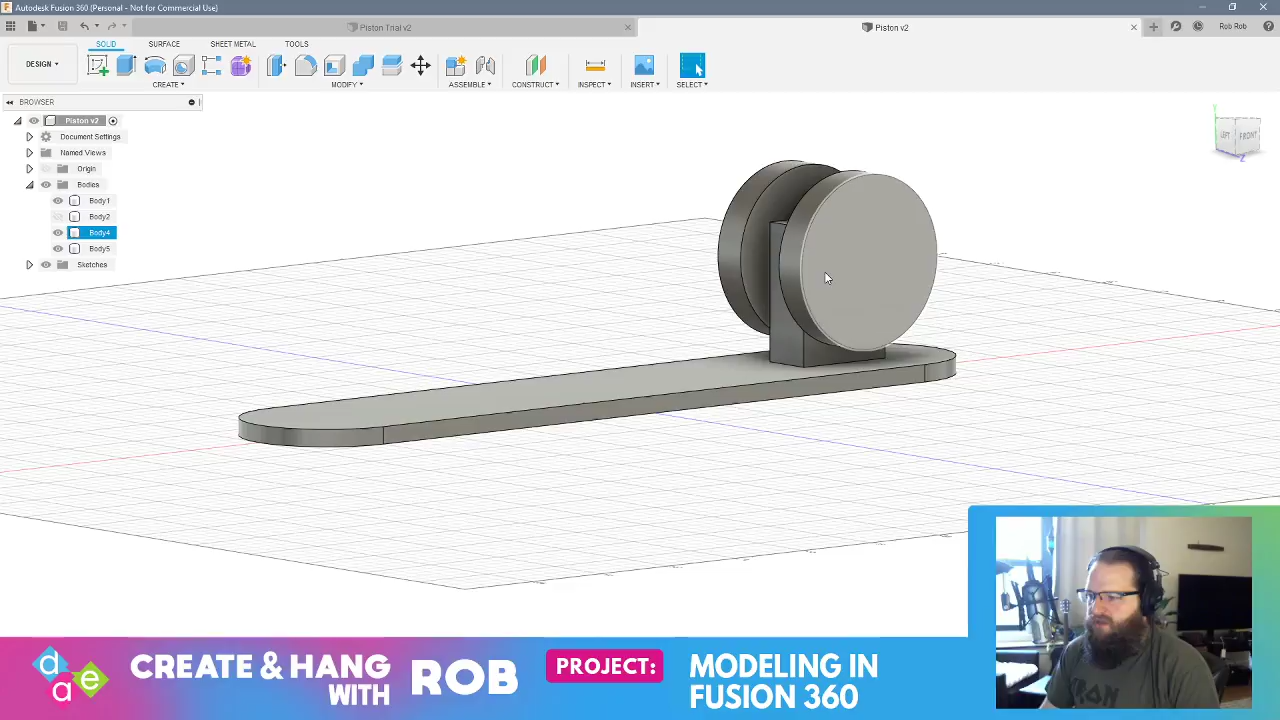 Autodesk Fusion 360 (Personal - Not for Commercial Use)
Piston Trial v2
Piston v2
Rob Rob
DESIGN
SOLID
SURFACE
SHEET METAL
TOOLS
CREATE
MODIFY
ASSEMBLE
CONSTRUCT
INSPECT
INSERT
SELECT
BROWSER
Piston v2
Document Settings
Named Views
Origin
Bodies
Body1
Body2
Body4
Body5
Sketches
Y
LEFT
FRONT
Z
d
a
e
CREATE & HANG
WITH
ROB
PROJECT:
MODELING IN
FUSION 360